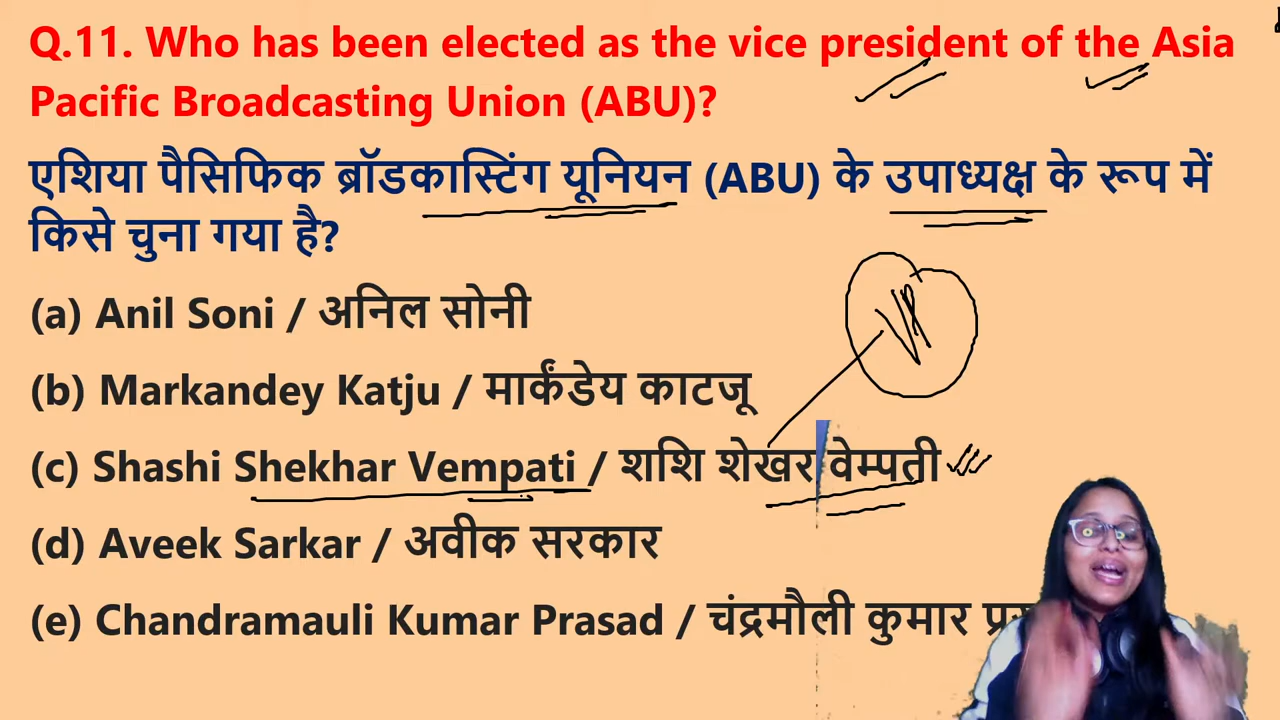 Q.11. Who has been elected as the vice president of the Asia
Pacific Broadcasting Union (ABU)?
एशिया पैसिफिक ब्रॉडकास्टिंग यूनियन (ABU) के उपाध्यक्ष के रूप में
किसे चुना गया है?
(a) Anil Soni / अनिल सोनी
(b) Markandey Katju / मार्कंडेय काटजू
(c) Shashi Shekhar Vempati / शशि शेखर वेम्पती
(d) Aveek Sarkar / अवीक सरकार
(e) Chandramauli Kumar Prasad / चंद्रमौली कुमार